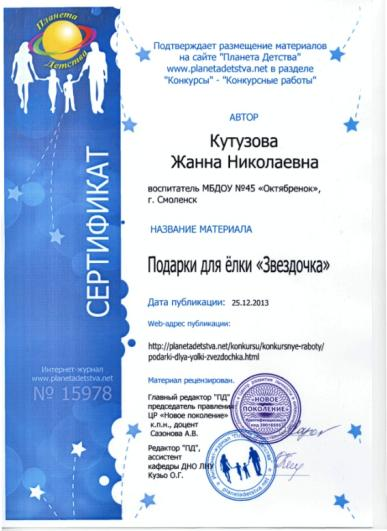 Планета
Детства
Подтверждает размещение материалов
на сайте "Планета Детства"
www.planetadetstva.net в разделе
"Конкурсы" - "Конкурсные работы"
АВТОР
Кутузова
Жанна Николаевна
воспитатель МБДОУ №45 «Октябренок»,
г. Смоленск
НАЗВАНИЕ МАТЕРИАЛА
Подарки для ёлки «Звездочка»
Дата публикации: 25.12.2013
Web-адрес публикации:
http://planetadetstva.net/konkursu/konkursnye-raboty/
podarki-dlya-yolki-zvezdochka.html
Материал рецензирован.
Главный редактор "ПД"
председатель правления
ЦР «Новое поколение»
к.п.н., доцент
Сазонова А.В.
Редактор "ПД",
ассистент
кафедры ДНО ЛНУ
Кузьо О.Г.
СЕРТИФИКАТ
Интернет-журнал
www.planetadetstva.net
№ 15978
«НОВОЕ
ПОКОЛЕНИЕ»
planetadetstva.net